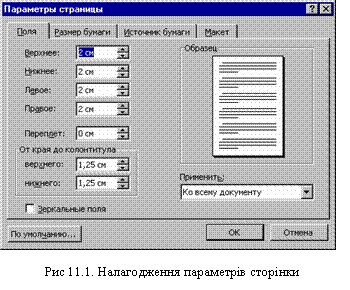 Параметры страницы
Поля Размер бумаги Источник бумаги Макет
Верхнее: 2 см
Нижнее: 2 см
Левое: 2 см
Правое: 2 см
Переплет: 0 см
От края до колонтитула
верхнего: 1,25 см
нижнего: 1,25 см
Зеркальные поля
Образец
Применить:
Ко всему документу
По умолчанию...
ОК
Отмена
Рис 11.1. Налагодження параметрів сторінки